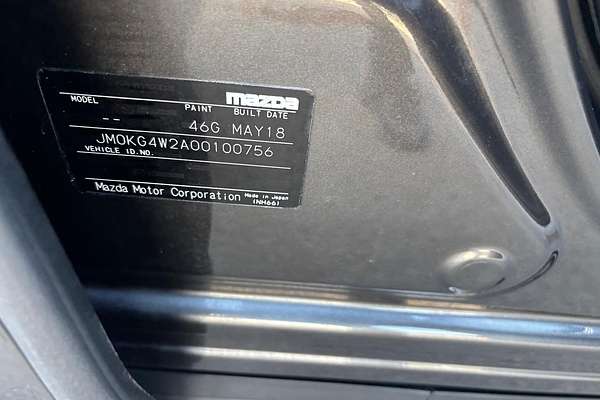 mazda
MODEL PAINT BUILT DATE
-- 46G MAY18
JM0KG4W2A00100756
VEHICLE ID.NO.
Mazda Motor Corporation Made in Japan
(NH66)